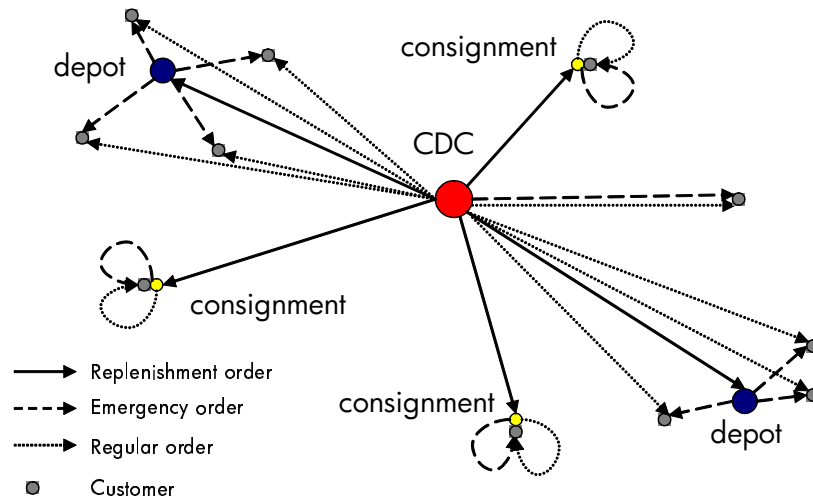 consignment
depot
CDC
consignment
consignment
depot
Replenishment order
Emergency order
Regular order
Customer